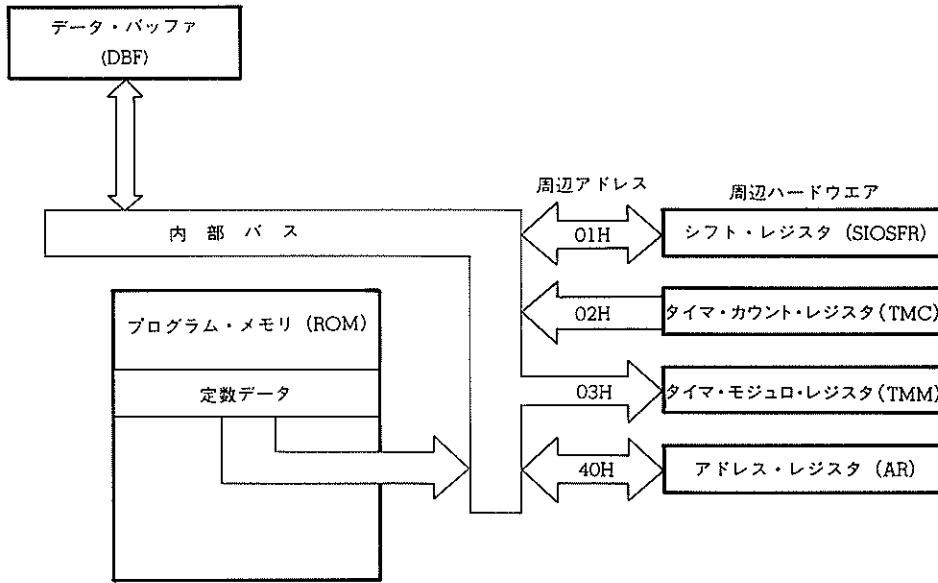 データ・バッファ
(DBF)
周辺アドレス
周辺ハードウエア
内部バス
01H
シフト・レジスタ (SIOSFR)
02H
タイマ・カウント・レジスタ(TMC)
プログラム・メモリ (ROM)
定数データ
03H
タイマ・モジュロ・レジスタ(TMM)
40H
アドレス・レジスタ (AR)